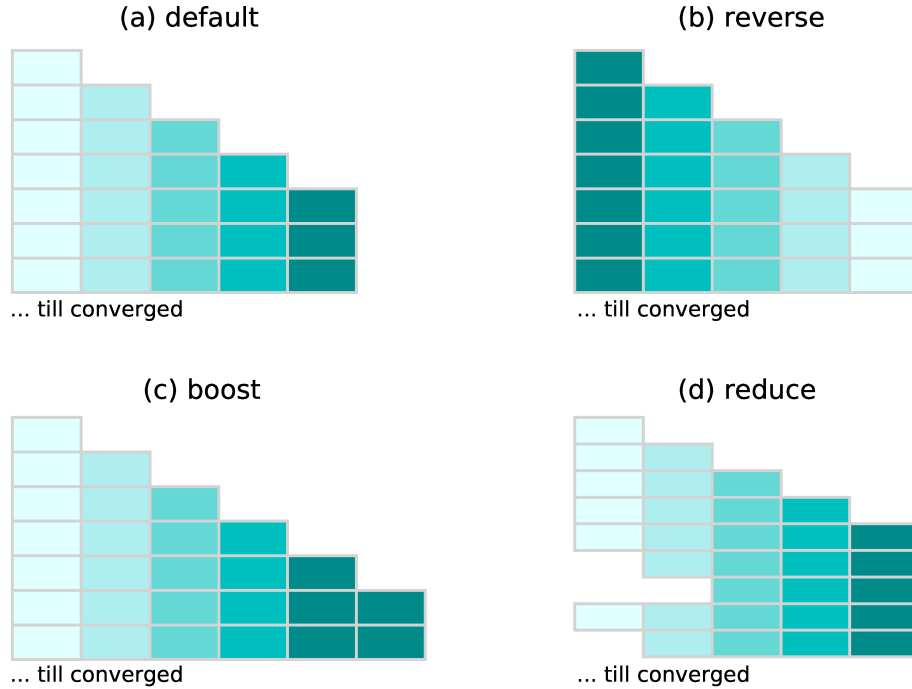 (a) default
(b) reverse
... till converged
... till converged
(c) boost
(d) reduce
... till converged
... till converged